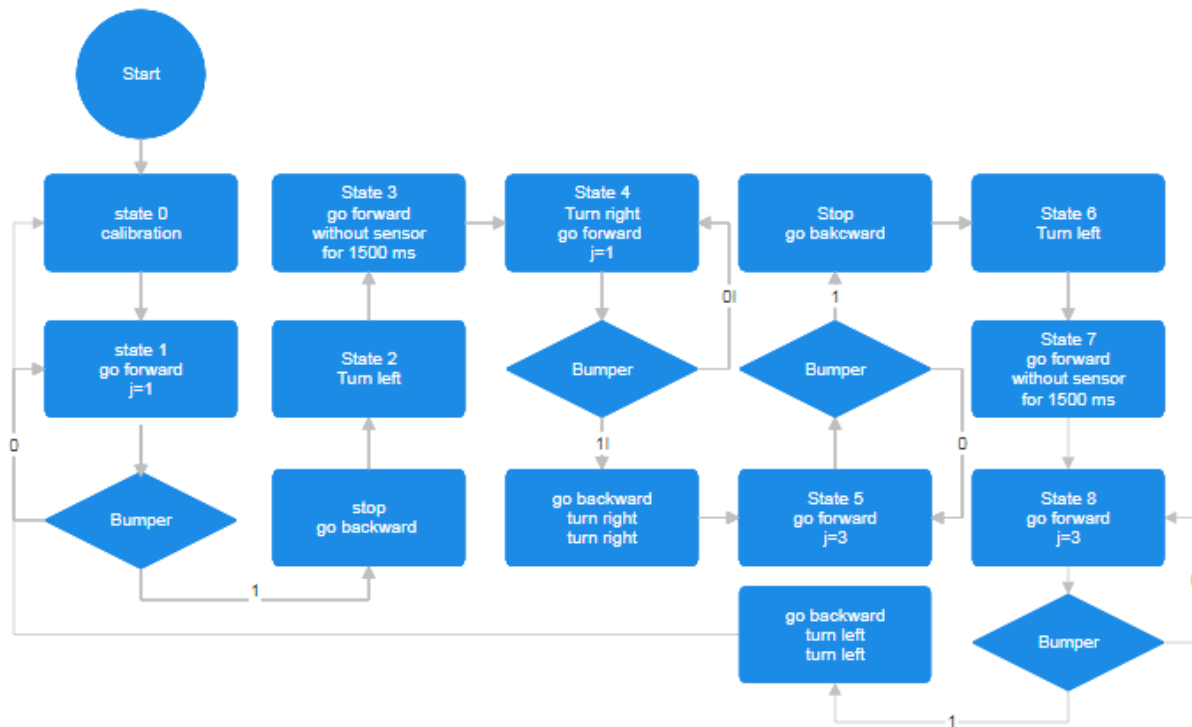 Start
state 0
calibration
state 1
go forward
j=1
0
Bumper
1
stop
go backward
State 2
Turn left
State 3
go forward
without sensor
for 1500 ms
State 4
Turn right
go forward
j=1
Bumper
0l
1l
go backward
turn right
turn right
State 5
go forward
j=3
Bumper
0
1
Stop
go bakcward
State 6
Turn left
State 7
go forward
without sensor
for 1500 ms
State 8
go forward
j=3
Bumper
1
go backward
turn left
turn left